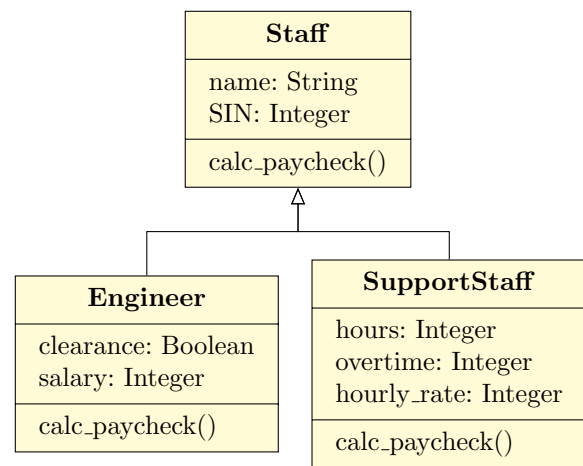 Staff
name: String
SIN: Integer
calc_paycheck()
Engineer
clearance: Boolean
salary: Integer
calc_paycheck()
SupportStaff
hours: Integer
overtime: Integer
hourly_rate: Integer
calc_paycheck()